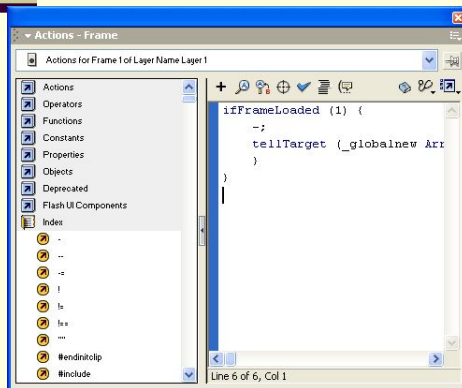 Actions - Frame
Actions for Frame 1 of Layer Name Layer 1
Actions
Operators
Functions
Constants
Properties
Objects
Deprecated
Flash UI Components
Index
-
--
-=
!
!=
!==
""
#endinitclip
#include
ifFrameLoaded (1) {
-;
tellTarget (_globalnew Arr
)
}
Line 6 of 6, Col 1